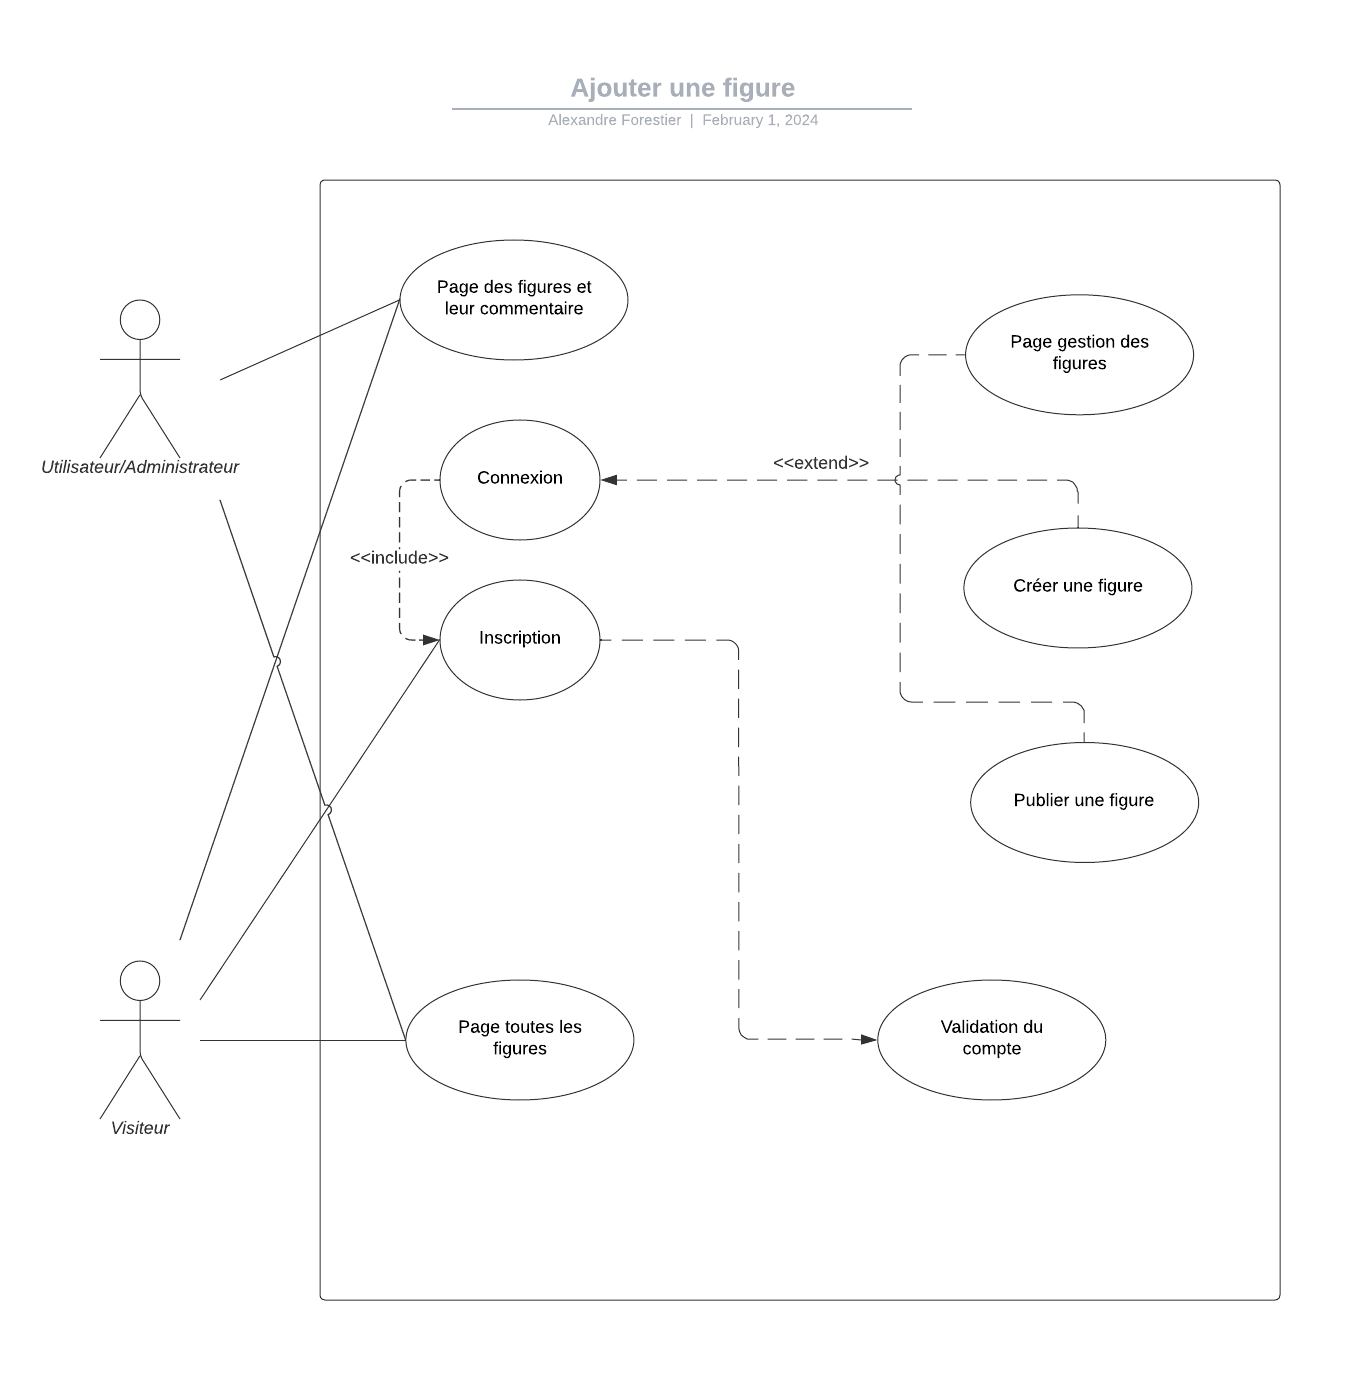 Ajouter une figure
Alexandre Forestier | February 1, 2024
Page des figures et
leur commentaire
Page gestion des
figures
Utilisateur/Administrateur
Connexion
<<extend>>
<<include>>
Créer une figure
Inscription
Publier une figure
Page toutes les
figures
Validation du
compte
Visiteur